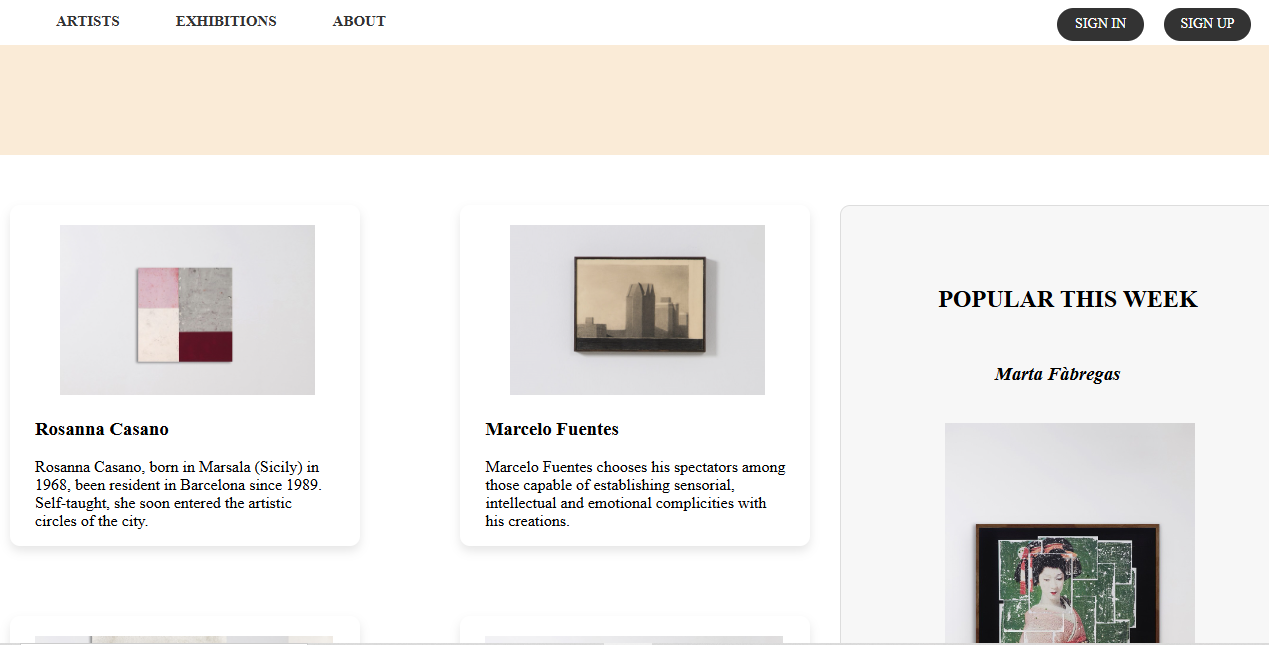 ARTISTS EXHIBITIONS ABOUT SIGN IN SIGN UP
Rosanna Casano
Rosanna Casano, born in Marsala (Sicily) in
1968, been resident in Barcelona since 1989.
Self-taught, she soon entered the artistic
circles of the city.
Marcelo Fuentes
Marcelo Fuentes chooses his spectators among
those capable of establishing sensorial,
intellectual and emotional complicities with
his creations.
POPULAR THIS WEEK
Marta Fàbregas